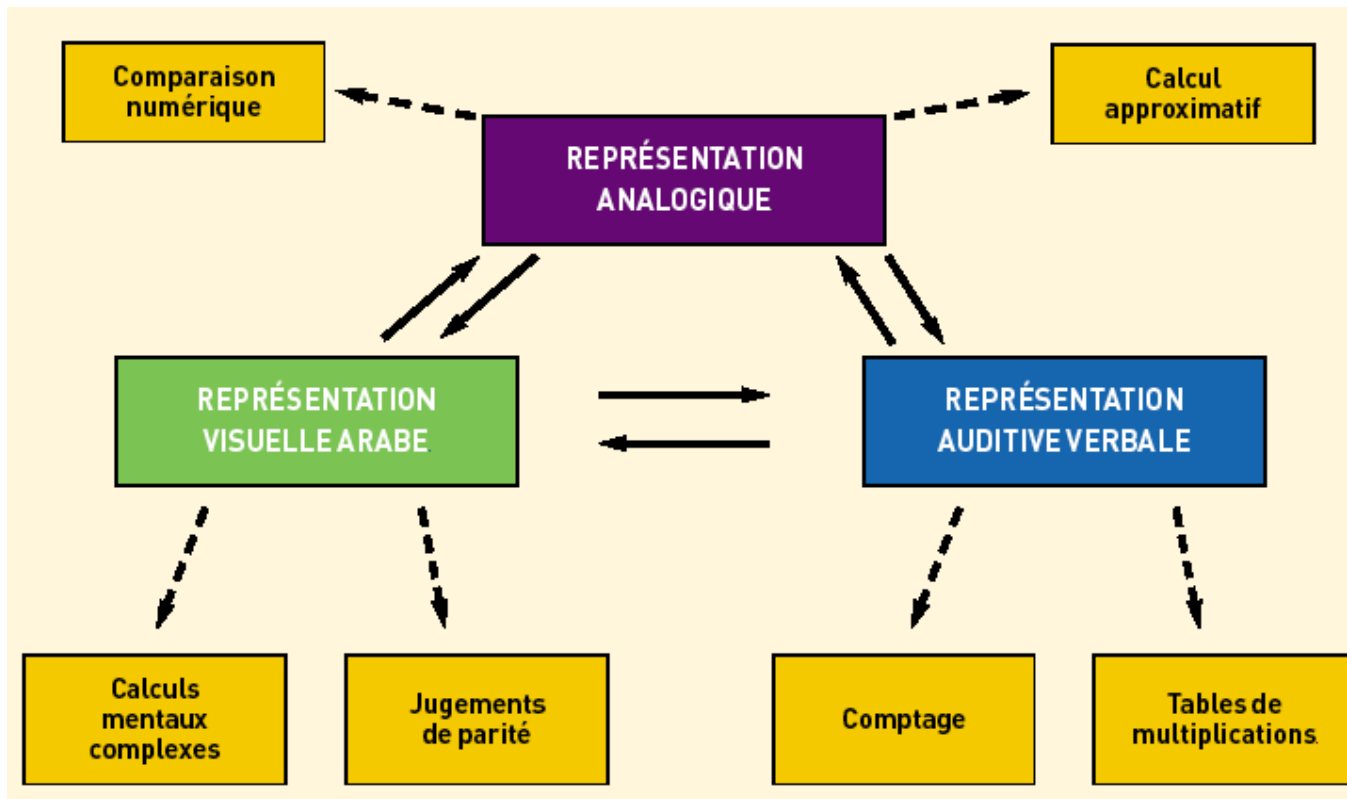 Comparaison
numérique
Calcul
approximatif
REPRÉSENTATION
ANALOGIQUE
REPRÉSENTATION
VISUELLE ARABE
REPRÉSENTATION
AUDITIVE VERBALE
Calculs
mentaux
complexes
Jugements
de parité
Comptage
Tables de
multiplications